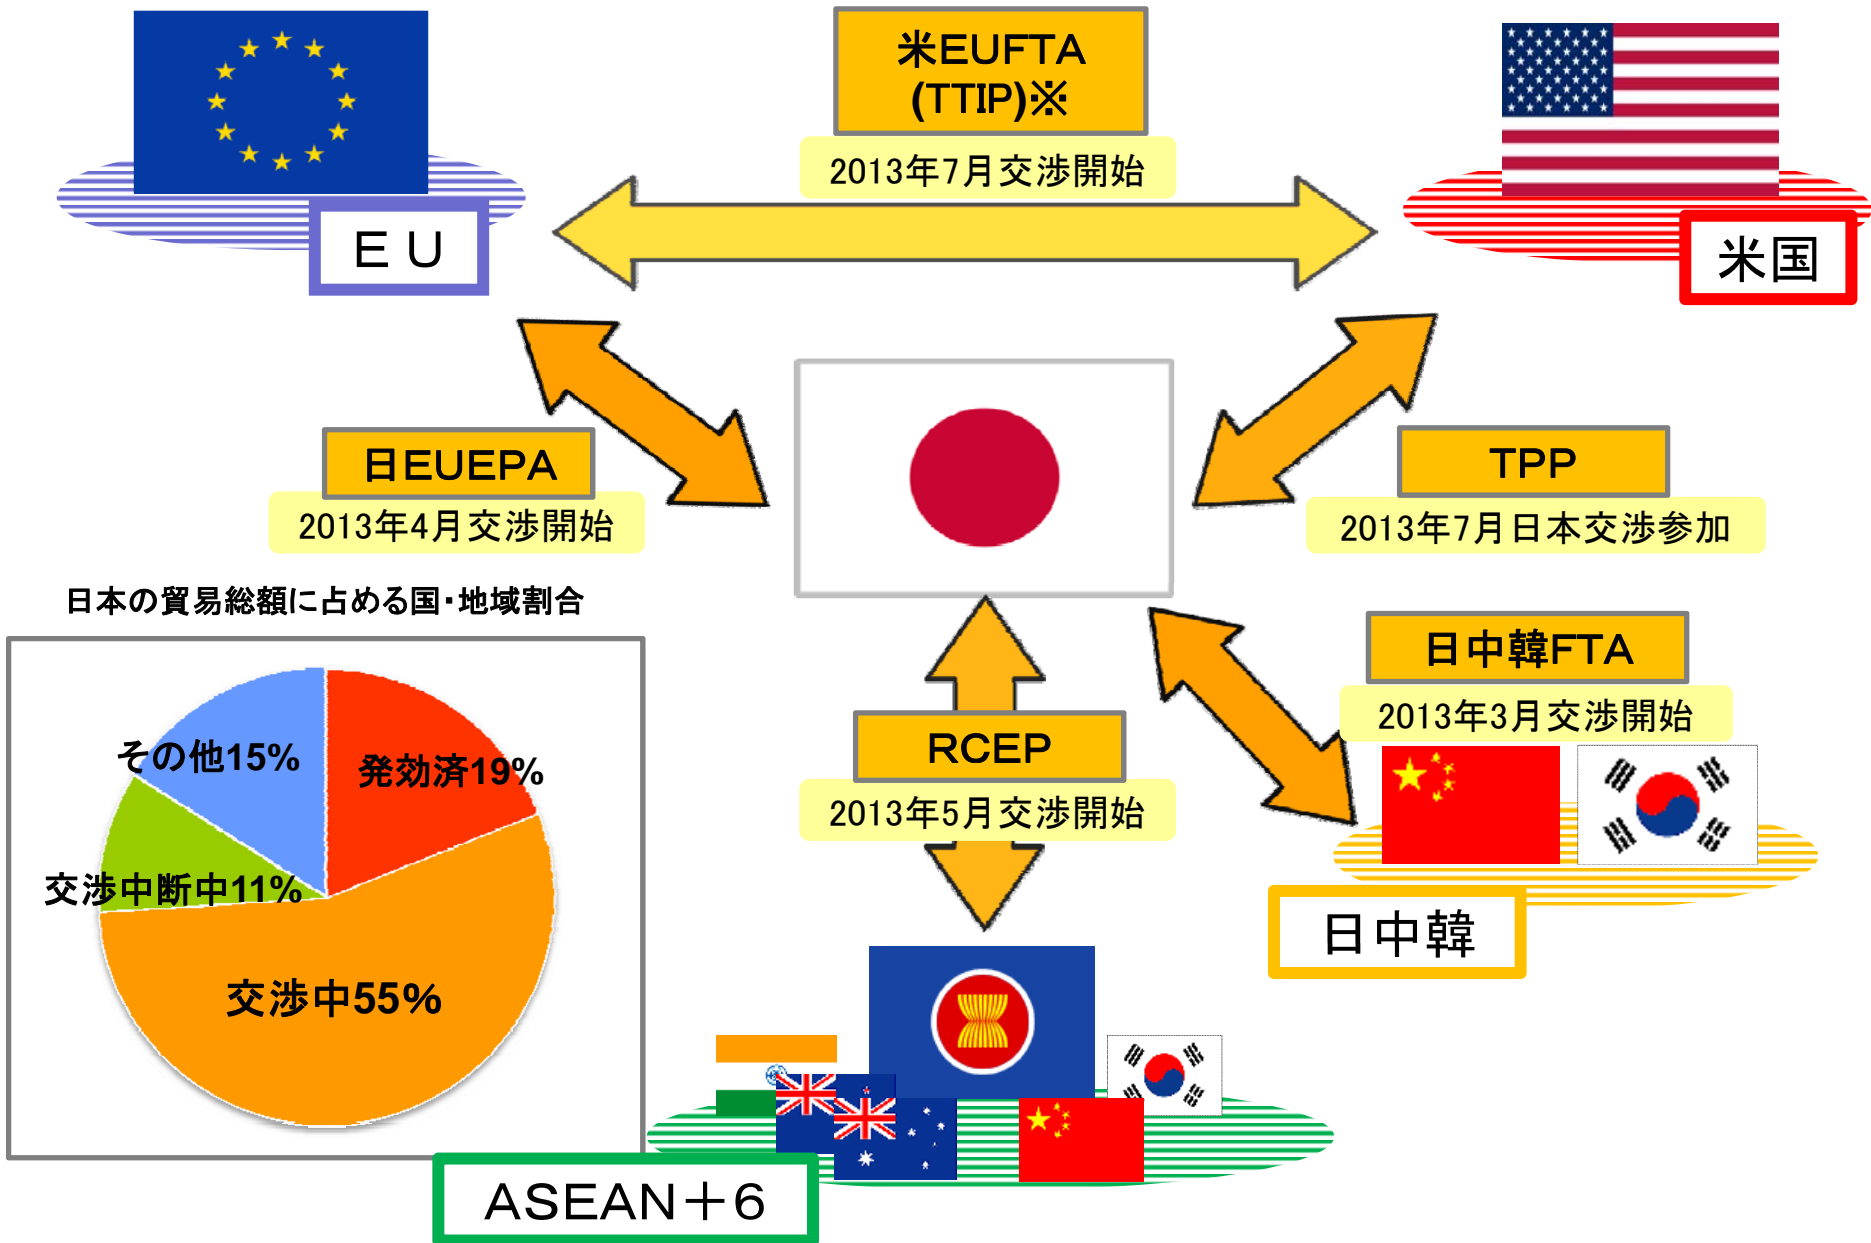 米EUFTA
(TTIP)※
2013年7月交渉開始
EU
米国
日EUEPA
2013年4月交渉開始
TPP
2013年7月日本交渉参加
日本の貿易総額に占める国・地域割合
その他15%
発効済19%
交渉中断中11%
交渉中55%
RCEP
2013年5月交渉開始
日中韓FTA
2013年3月交渉開始
日中韓
ASEAN+6